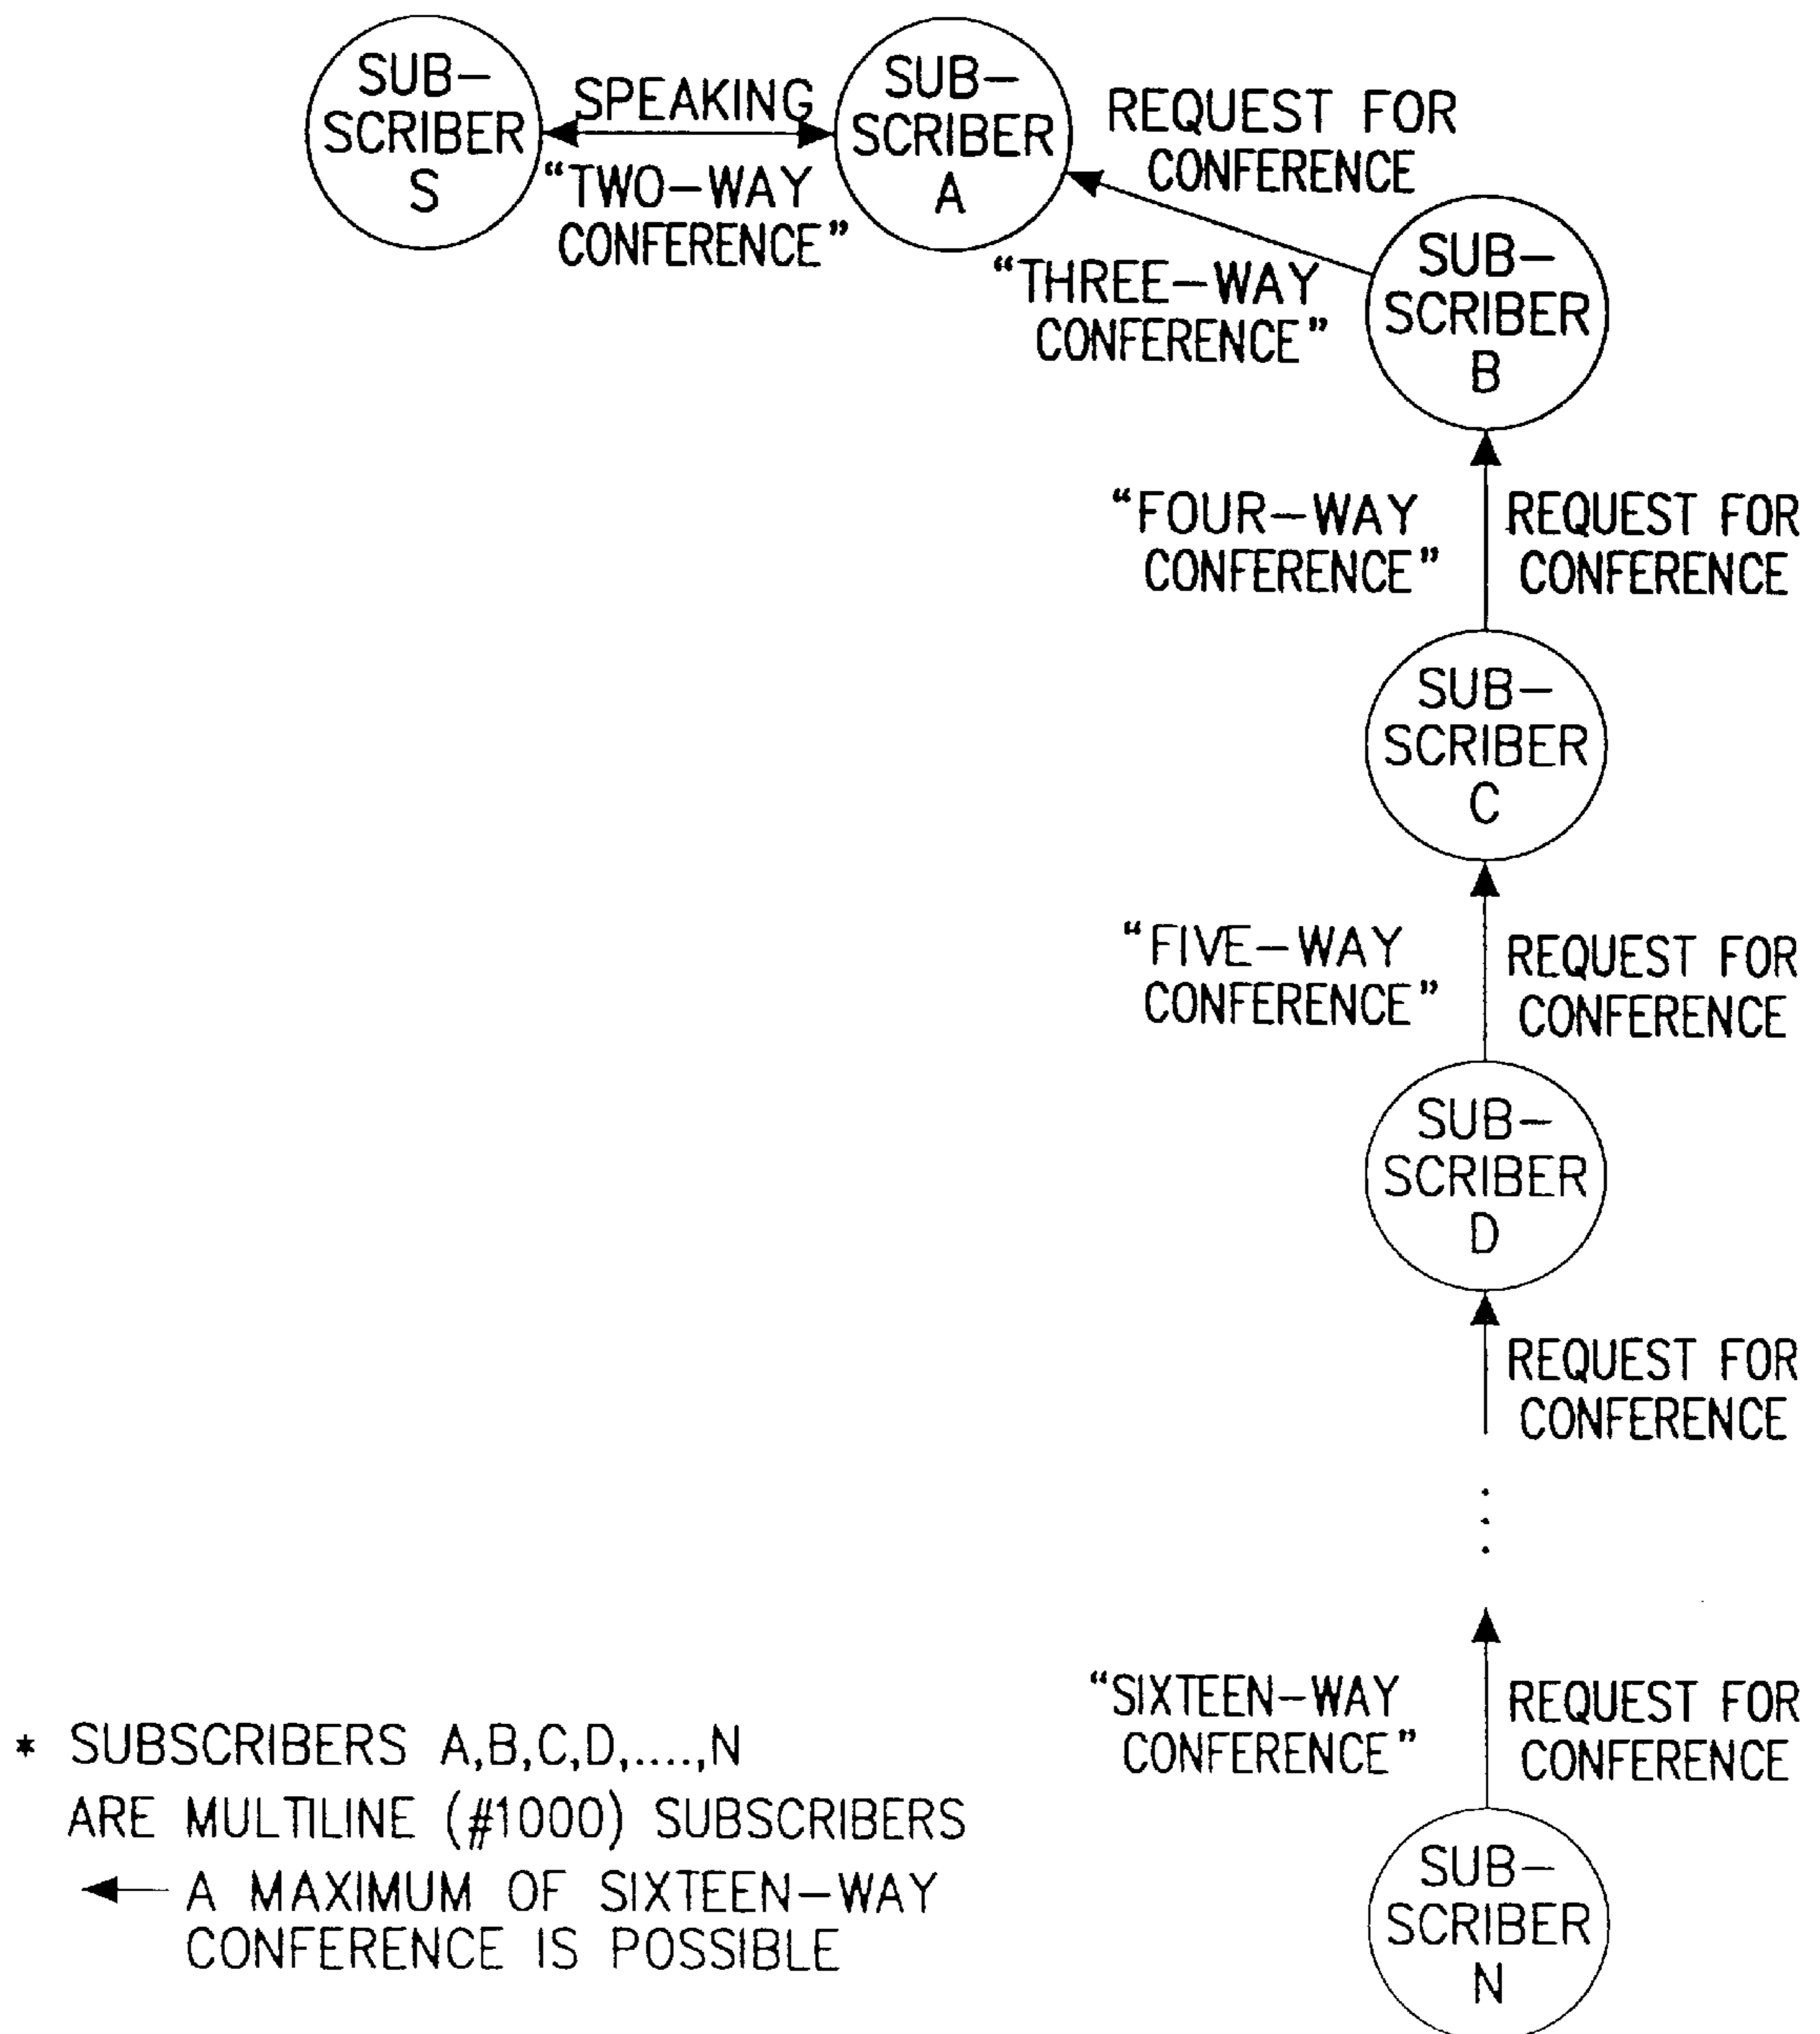 SUB-
SCRIBER
S
SPEAKING
"TWO-WAY
CONFERENCE"
SUB-
SCRIBER
A
REQUEST FOR
CONFERENCE
"THREE-WAY
CONFERENCE"
SUB-
SCRIBER
B
"FOUR-WAY
CONFERENCE"
REQUEST FOR
CONFERENCE
SUB-
SCRIBER
C
"FIVE-WAY
CONFERENCE"
REQUEST FOR
CONFERENCE
SUB-
SCRIBER
D
REQUEST FOR
CONFERENCE
"SIXTEEN-WAY
CONFERENCE"
REQUEST FOR
CONFERENCE
SUB-
SCRIBER
N
* SUBSCRIBERS A,B,C,D,....,N
ARE MULTILINE (#1000) SUBSCRIBERS
A MAXIMUM OF SIXTEEN-WAY
CONFERENCE IS POSSIBLE